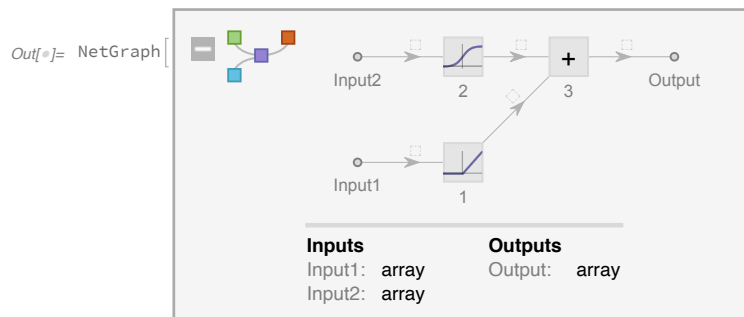 Out[•]= NetGraph[
Input2 2 3 Output
Input1 1
Inputs Outputs
Input1: array Output: array
Input2: array